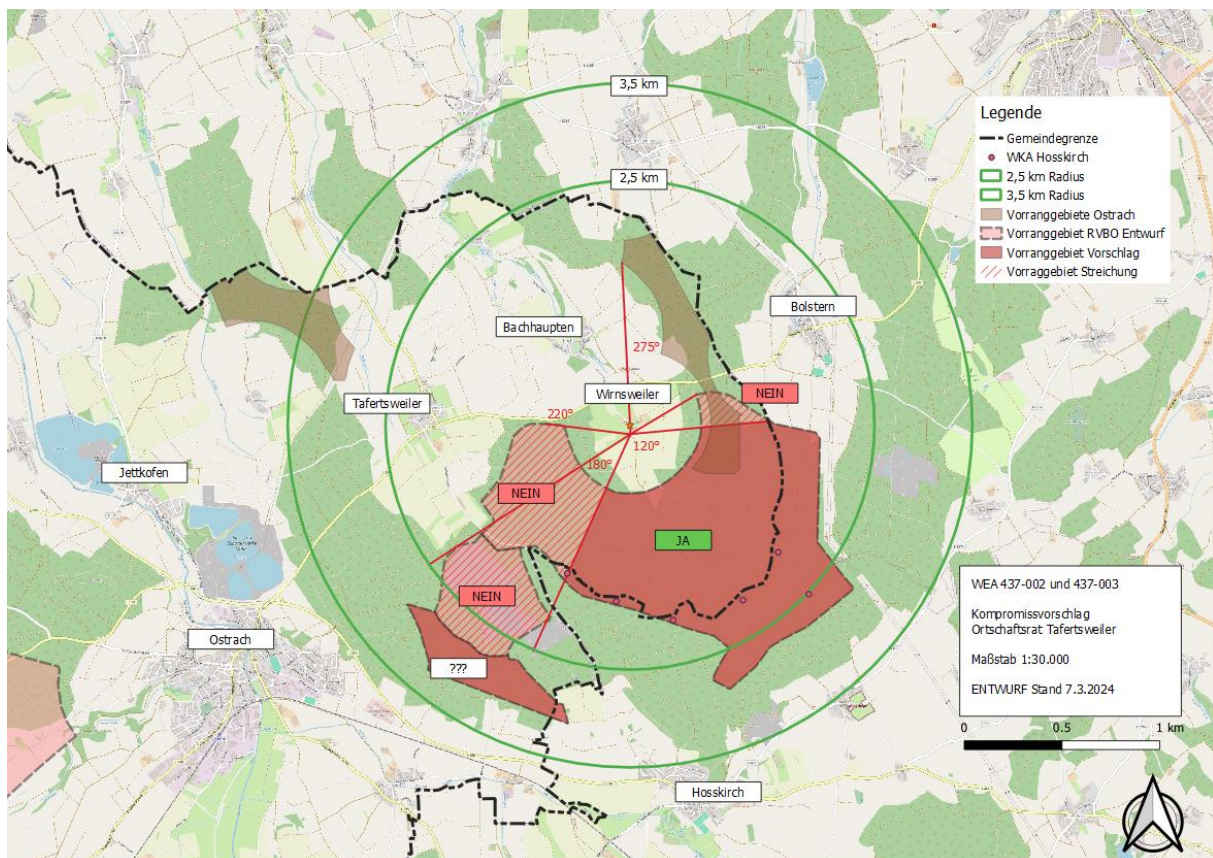 3,5 km
2,5 km
Legende
Gemeindegrenze
WKA Hosskirch
2,5 km Radius
3,5 km Radius
Vorranggebiete Ostrach
Vorranggebiet RVBO Entwurf
Vorranggebiet Vorschlag
Vorraggebiet Streichung
Bolstern
Bachhaupten
275°
Wirnsweiler
NEIN
Tafertsweiler
220°
120°
180°
Jettkofen
NEIN
JA
NEIN
Ostrach
???
WEA 437-002 und 437-003
Kompromissvorschlag
Ortschaftsrat Tafertsweiler
Maßstab 1:30.000
ENTWURF Stand 7.3.2024
0 0.5 1 km
Hosskirch